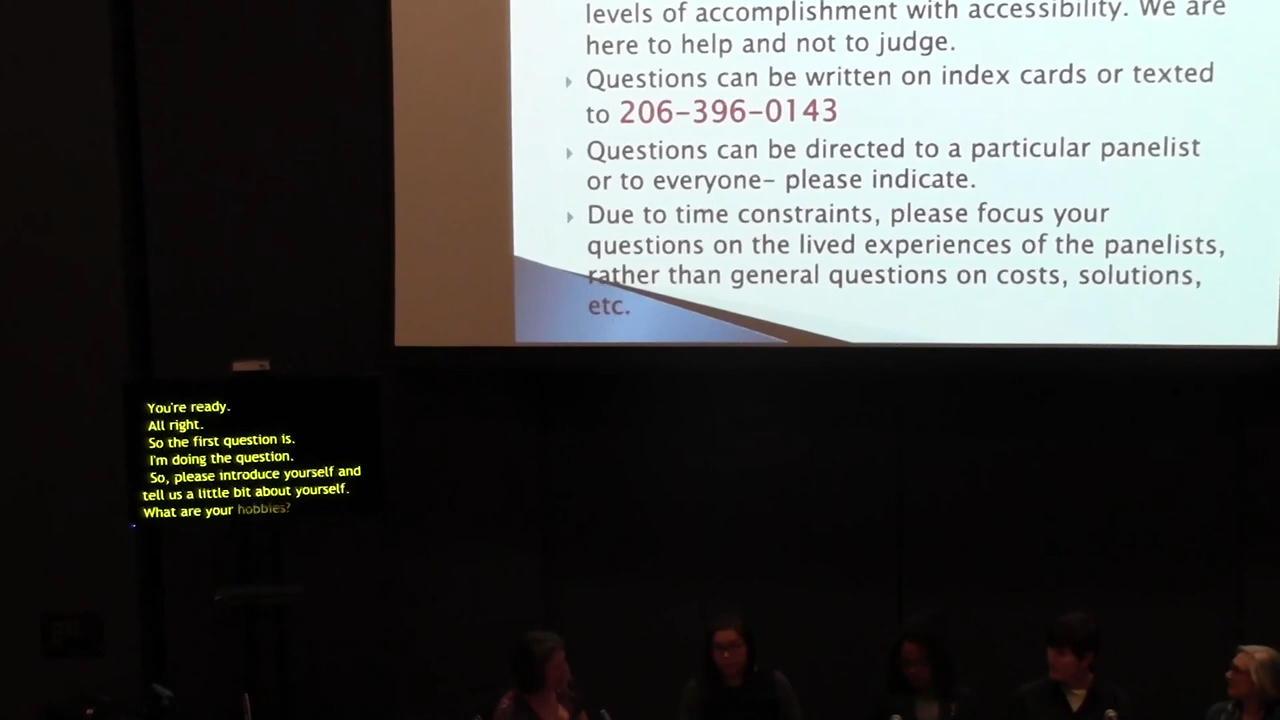 levels of accomplishment with accessibility. We are
here to help and not to judge.
Questions can be written on index cards or texted
to 206-396-0143
Questions can be directed to a particular panelist
or to everyone- please indicate.
Due to time constraints, please focus your
questions on the lived experiences of the panelists,
rather than general questions on costs, solutions,
etc.
You're ready.
All right.
So the first question is.
I'm doing the question.
So, please introduce yourself and
tell us a little bit about yourself.
What are your hobbies?